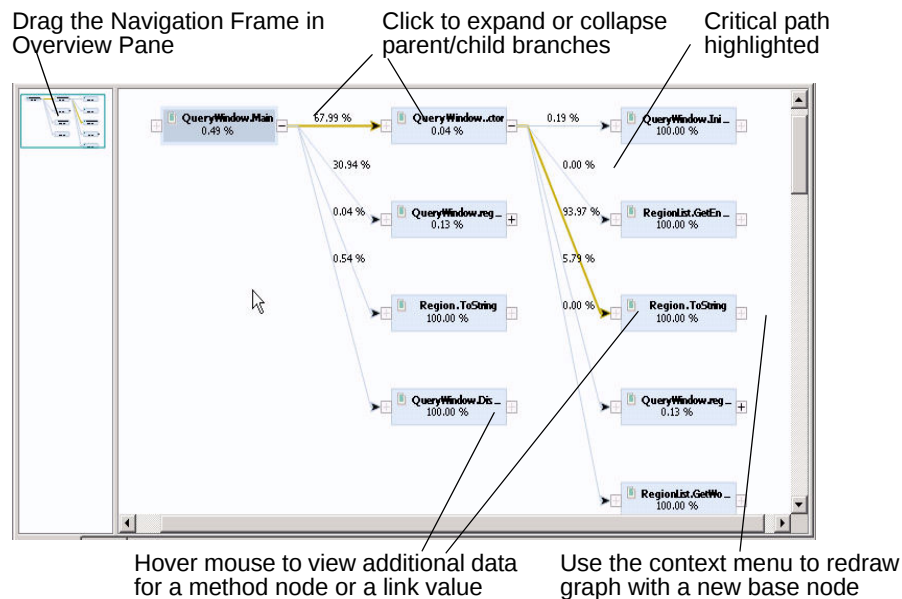 Drag the Navigation Frame in
Overview Pane
Click to expand or collapse
parent/child branches
Critical path
highlighted
QueryWindow.Main
0.49 %
67.99 %
QueryWindow..ctor
0.04 %
0.19 %
QueryWindow.Ini _
100.00 %
30.94 %
0.00 %
0.04 %
QueryWindow.reg _
0.13 %
93.97 %
RegionList.GetEn _
100.00 %
0.54 %
5.79 %
Region.ToString
100.00 %
0.00 %
Region.ToString
100.00 %
QueryWindow.Dis _
100.00 %
QueryWindow.reg _
0.13 %
RegionList.GetWo _
100.00 %
Hover mouse to view additional data
for a method node or a link value
Use the context menu to redraw
graph with a new base node